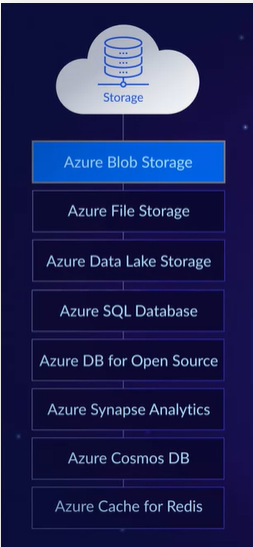 Storage
Azure Blob Storage
Azure File Storage
Azure Data Lake Storage
Azure SQL Database
Azure DB for Open Source
Azure Synapse Analytics
Azure Cosmos DB
Azure Cache for Redis